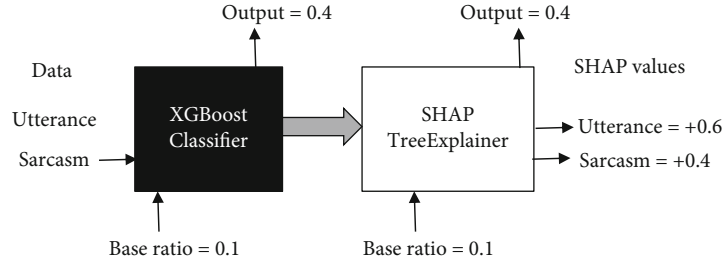 Output = 0.4
Output = 0.4
Data
SHAP values
XGBoost
Classifier
SHAP
TreeExplainer
Utterance
Utterance = +0.6
Sarcasm
Sarcasm = +0.4
Base ratio = 0.1
Base ratio = 0.1